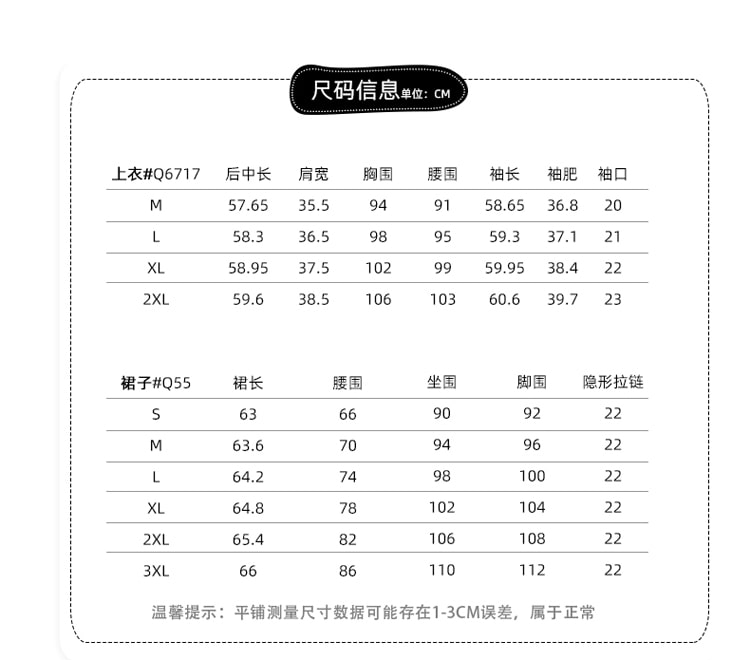 尺码信息单位：CM
上衣#Q6717 后中长 肩宽 胸围 腰围 袖长 袖肥 袖口
M 57.65 35.5 94 91 58.65 36.8 20
L 58.3 36.5 98 95 59.3 37.1 21
XL 58.95 37.5 102 99 59.95 38.4 22
2XL 59.6 38.5 106 103 60.6 39.7 23
裙子#Q55 裙长 腰围 坐围 脚围 隐形拉链
S 63 66 90 92 22
M 63.6 70 94 96 22
L 64.2 74 98 100 22
XL 64.8 78 102 104 22
2XL 65.4 82 106 108 22
3XL 66 86 110 112 22
温馨提示：平铺测量尺寸数据可能存在1-3CM误差，属于正常